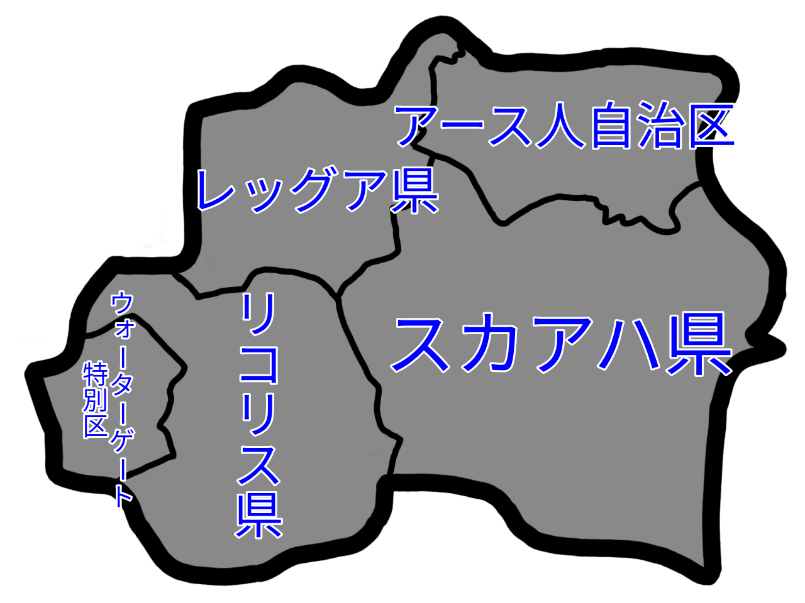 アース人自治区
レッグア県
スカアハ県
リコリス県
ウォーターゲート
特別区